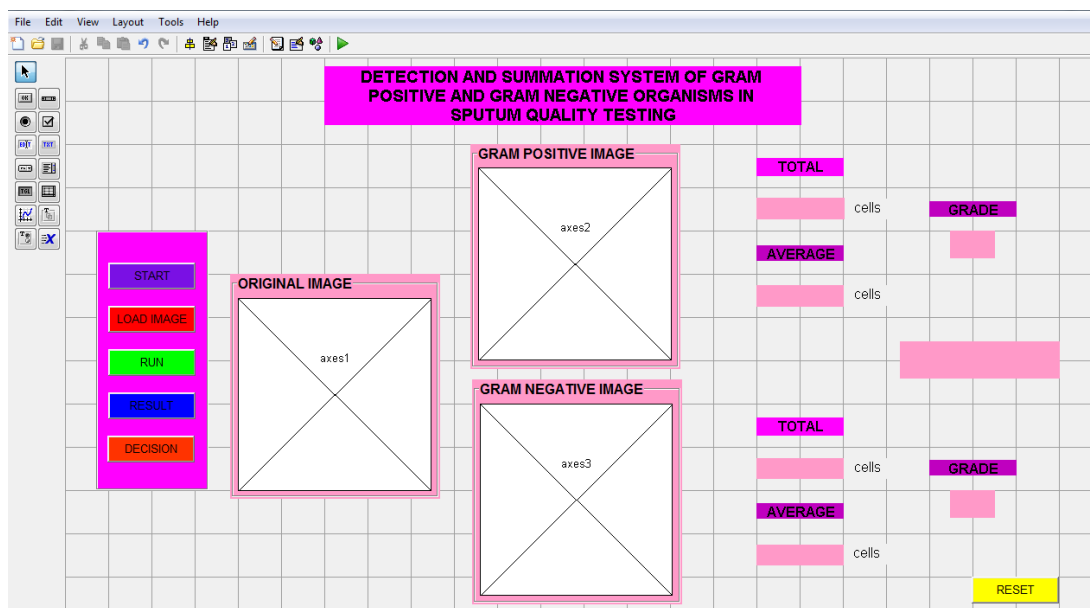 File Edit View Layout Tools Help
DETECTION AND SUMMATION SYSTEM OF GRAM
POSITIVE AND GRAM NEGATIVE ORGANISMS IN
SPUTUM QUALITY TESTING
START
LOAD IMAGE
RUN
RESULT
DECISION
ORIGINAL IMAGE
axes1
GRAM POSITIVE IMAGE
axes2
GRAM NEGATIVE IMAGE
axes3
TOTAL
cells
AVERAGE
cells
GRADE
TOTAL
cells
AVERAGE
cells
GRADE
RESET